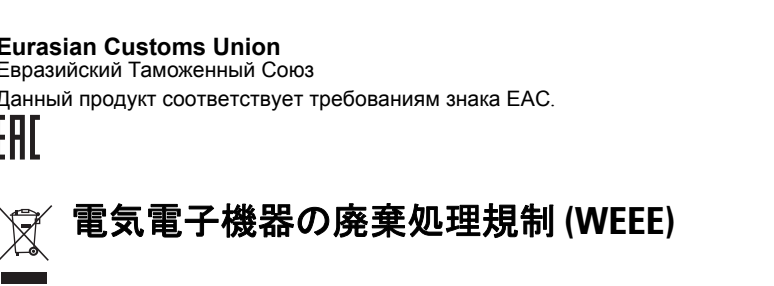 Eurasian Customs Union
Евразийский Таможенный Союз
Данный продукт соответствует требованиям знака EAC.
EAC
電気電子機器の廃棄処理規制 (WEEE)